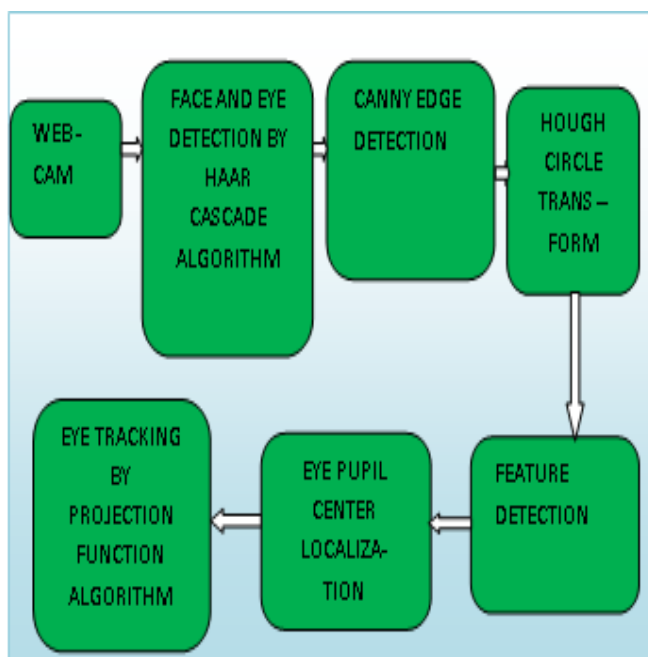 WEB-
CAM
FACE AND EYE
DETECTION BY
HAAR
CASCADE
ALGORITHM
CANNY EDGE
DETECTION
HOUGH
CIRCLE
TRANS –
FORM
FEATURE
DETECTION
EYE PUPIL
CENTER
LOCALIZA-
TION
EYE TRACKING
BY
PROJECTION
FUNCTION
ALGORITHM